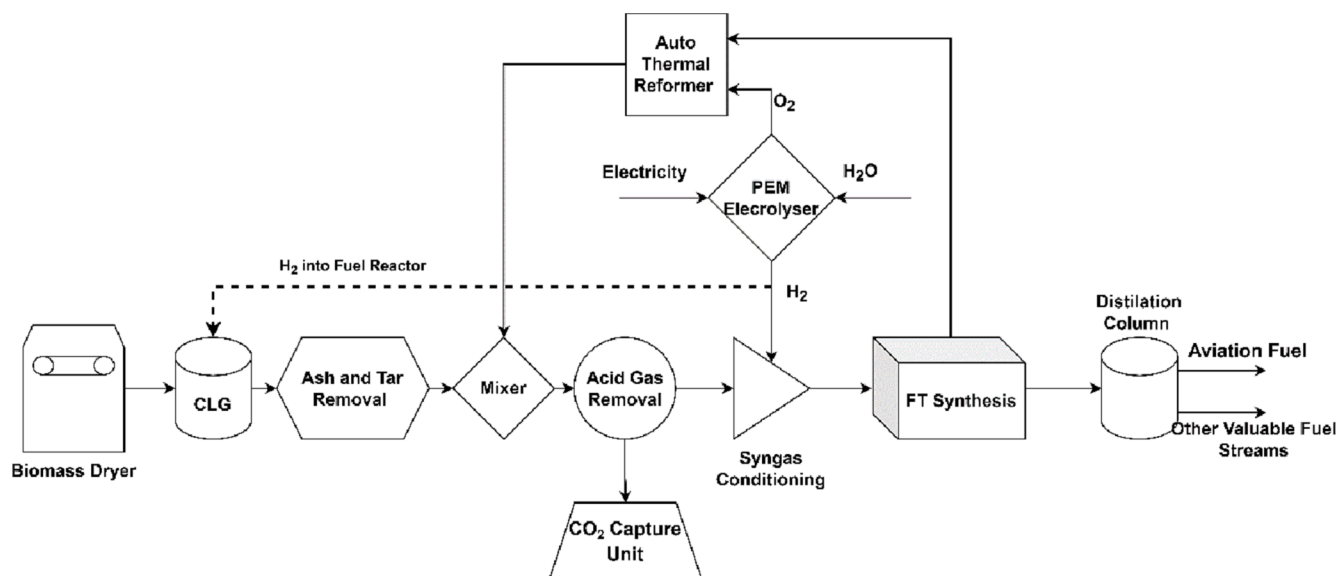 Auto
Thermal
Reformer
O₂
Electricity
H₂O
PEM
Elecrolyser
H₂ into Fuel Reactor
H₂
Distilation
Column
Aviation Fuel
CLG
Ash and Tar
Removal
Mixer
Acid Gas
Removal
FT Synthesis
Other Valuable Fuel
Streams
Biomass Dryer
Syngas
Conditioning
CO₂ Capture
Unit